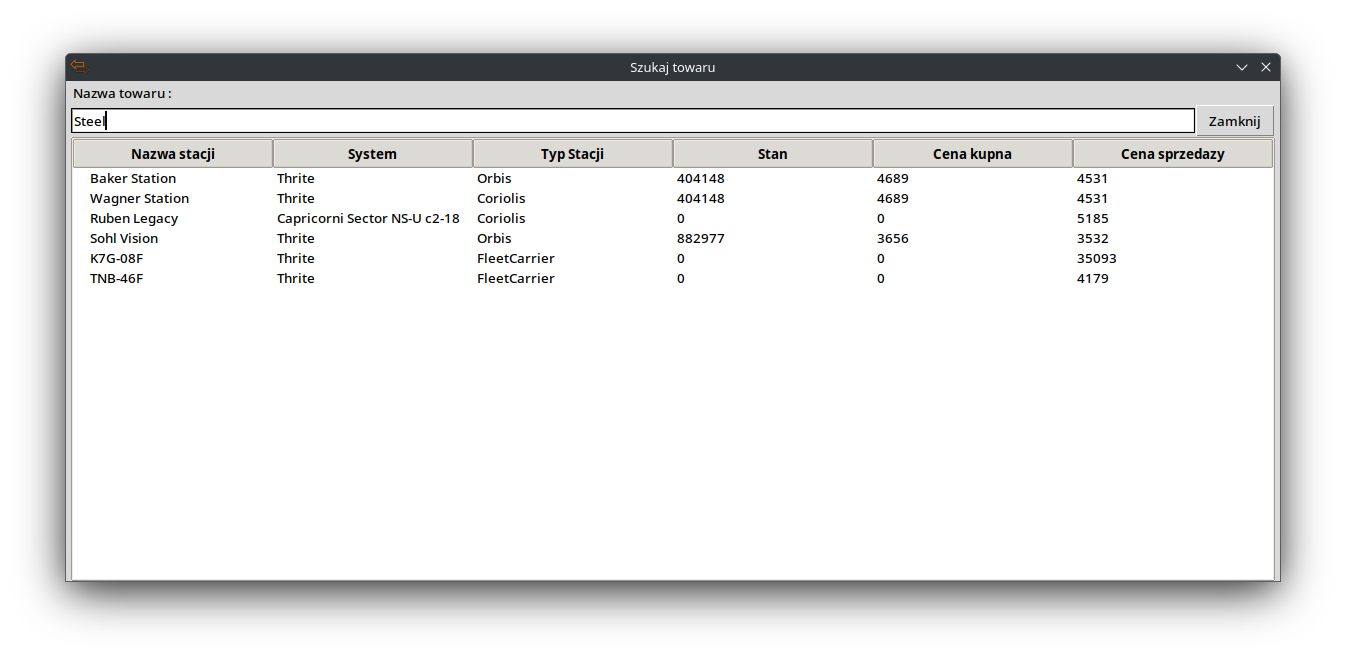 Szukaj towaru
Nazwa towaru :
Steel Zamknij
Nazwa stacji System Typ Stacji Stan Cena kupna Cena sprzedazy
Baker Station Thrite Orbis 404148 4689 4531
Wagner Station Thrite Coriolis 404148 4689 4531
Ruben Legacy Capricorni Sector NS-U c2-18 Coriolis 0 0 5185
Sohl Vision Thrite Orbis 882977 3656 3532
K7G-08F Thrite FleetCarrier 0 0 35093
TNB-46F Thrite FleetCarrier 0 0 4179